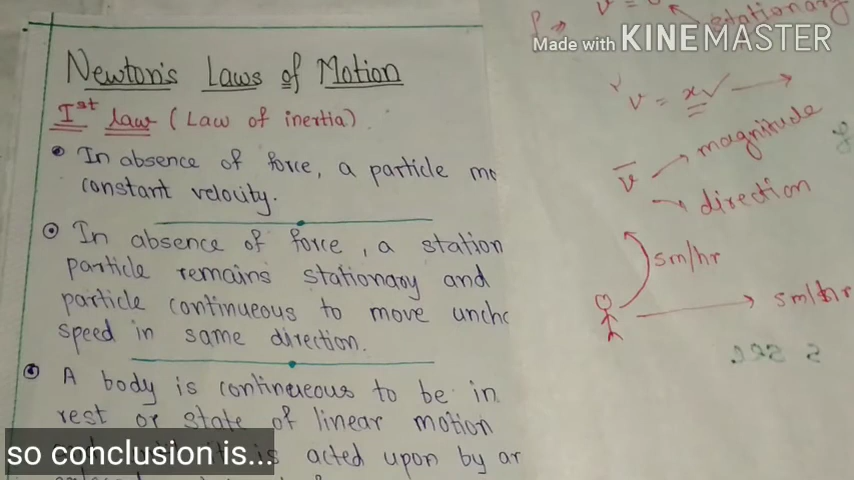 Newton's Laws of Motion
Ist law (Law of inertia)
In absence of force, a particle mo
constant velocity.
In absence of force, a station
particle remains stationary and
particle continueous to move uncha
speed in same direction.
A body is continueous to be in
rest or state of linear motion
is acted upon by an
so conclusion is...
v = 0
stationary
Made with KINEMASTER
v = x
v
magnitude
direction
5m/hr
5m/hr